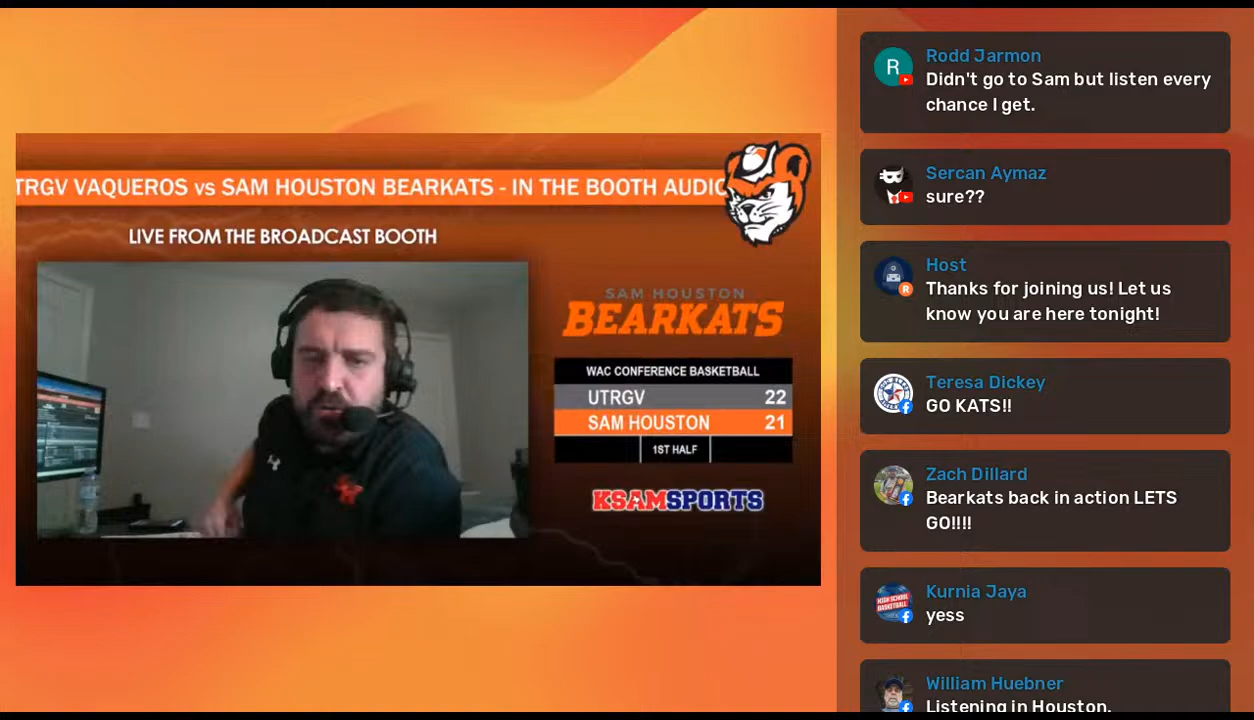 TRGV VAQUEROS vs SAM HOUSTON BEARKATS - IN THE BOOTH AUDIO
LIVE FROM THE BROADCAST BOOTH
SAM HOUSTON
BEARKATS
WAC CONFERENCE BASKETBALL
UTRGV 22
SAM HOUSTON 21
1ST HALF
KSAMSPORTS
R
Rodd Jarmon
Didn't go to Sam but listen every
chance I get.
Sercan Aymaz
sure??
Host
Thanks for joining us! Let us
know you are here tonight!
Teresa Dickey
GO KATS!!
Zach Dillard
Bearkats back in action LETS
GO!!!!
HIGH SCHOOL
BASKETBALL
Kurnia Jaya
yess
William Huebner
Listening in Houston.